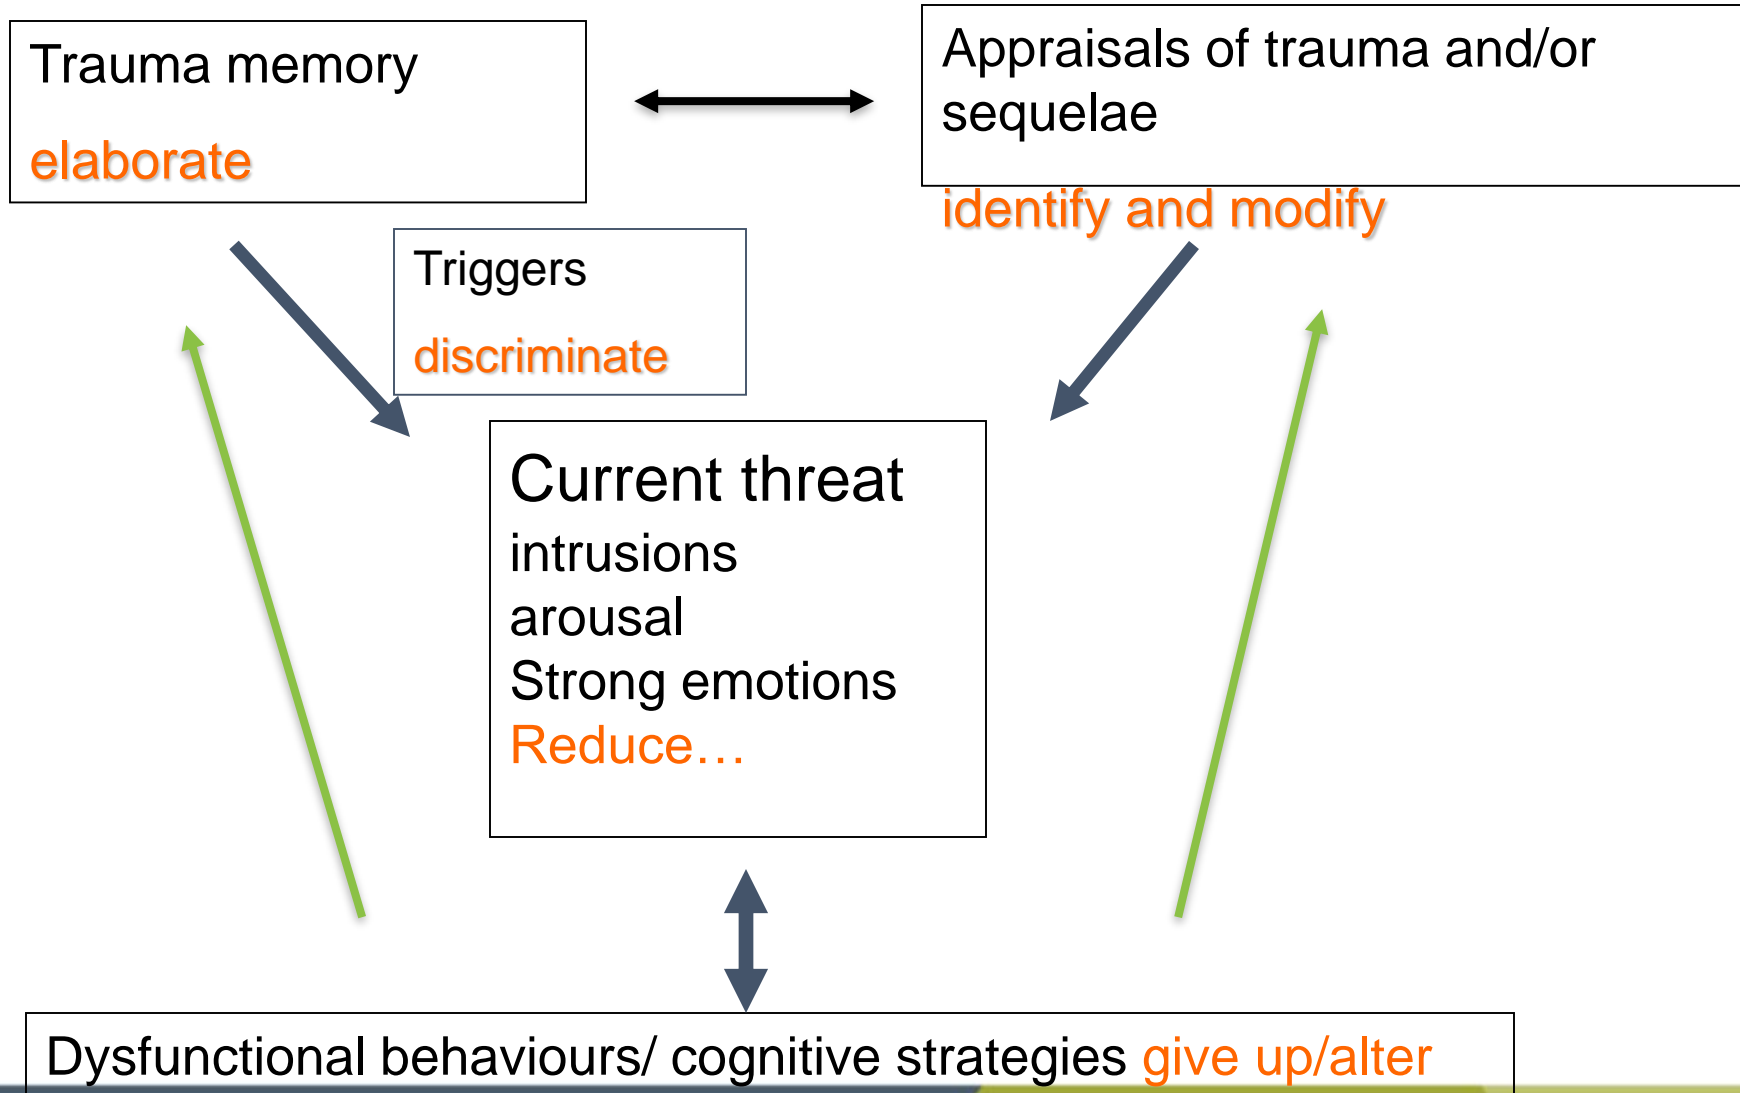 Trauma memory
elaborate
Appraisals of trauma and/or
sequelae
identify and modify
Triggers
discriminate
Current threat
intrusions
arousal
Strong emotions
Reduce…
Dysfunctional behaviours/ cognitive strategies give up/alter